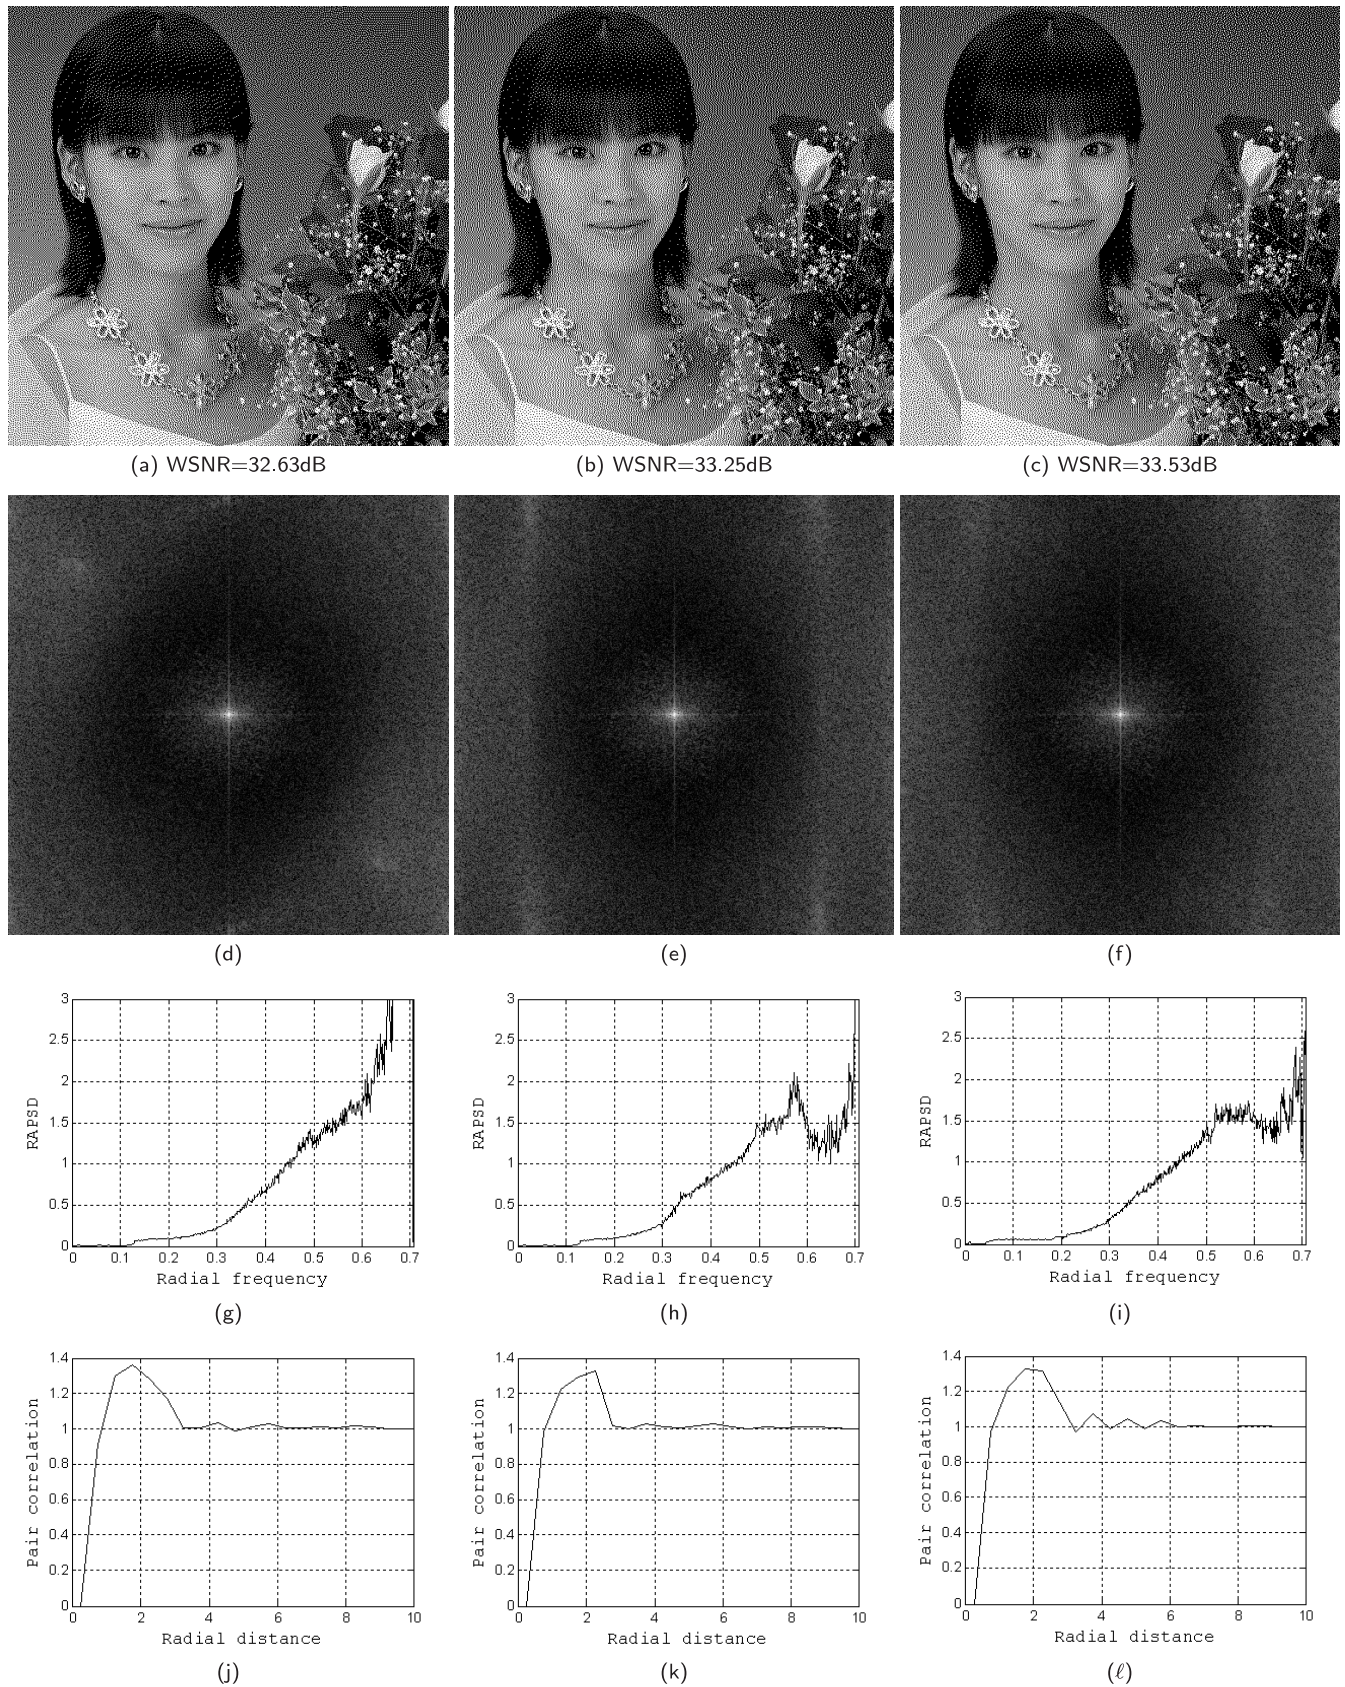 (a) WSNR=32.63dB
(b) WSNR=33.25dB
(c) WSNR=33.53dB
(d)
(e)
(f)
3
2.5
2
1.5
1
0.5
0
RAPSD
0 0.1 0.2 0.3 0.4 0.5 0.6 0.7
Radial frequency
(g)
3
2.5
2
1.5
1
0.5
0
RAPSD
0 0.1 0.2 0.3 0.4 0.5 0.6 0.7
Radial frequency
(h)
3
2.5
2
1.5
1
0.5
0
RAPSD
0 0.1 0.2 0.3 0.4 0.5 0.6 0.7
Radial frequency
(i)
1.4
1.2
1
0.8
0.6
0.4
0.2
0
Pair correlation
0 2 4 6 8 10
Radial distance
(j)
1.4
1.2
1
0.8
0.6
0.4
0.2
0
Pair correlation
0 2 4 6 8 10
Radial distance
(k)
1.4
1.2
1
0.8
0.6
0.4
0.2
0
Pair correlation
0 2 4 6 8 10
Radial distance
(ℓ)